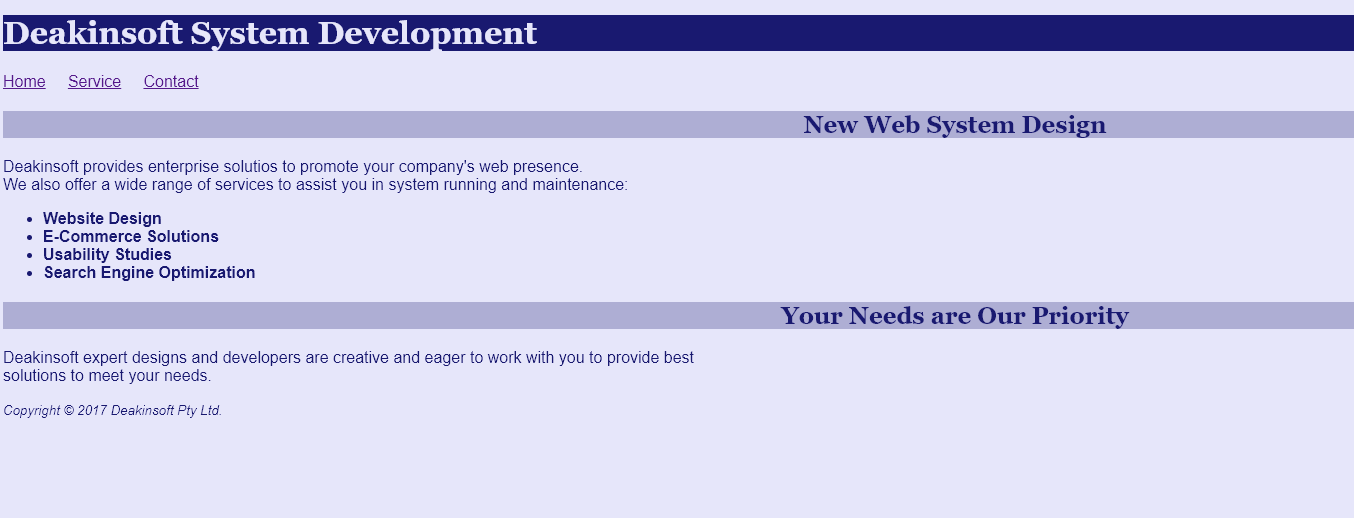 Deakinsoft System Development
Home Service Contact
New Web System Design
Deakinsoft provides enterprise solutios to promote your company's web presence.
We also offer a wide range of services to assist you in system running and maintenance:
• Website Design
• E-Commerce Solutions
• Usability Studies
• Search Engine Optimization
Your Needs are Our Priority
Deakinsoft expert designs and developers are creative and eager to work with you to provide best
solutions to meet your needs.
Copyright © 2017 Deakinsoft Pty Ltd.